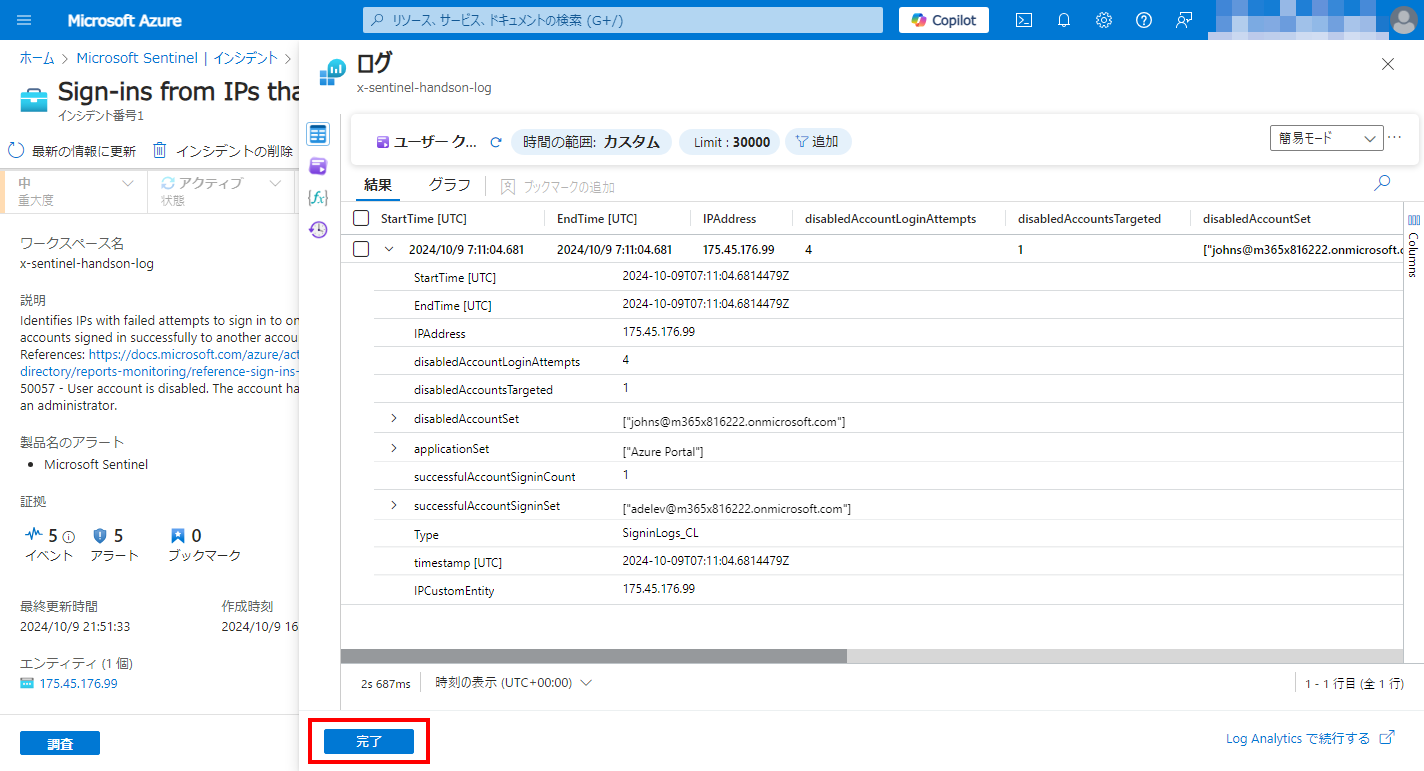 Microsoft Azure
リソース、サービス、ドキュメントの検索 (G+/)
Copilot
ホーム > Microsoft Sentinel | インシデント >
Sign-ins from IPs tha
インシデント番号1
最新の情報に更新 インシデントの削除
中
重大度
アクティブ
状態
ワークスペース名
x-sentinel-handson-log
説明
Identifies IPs with failed attempts to sign in to on
accounts signed in successfully to another accou
References: https://docs.microsoft.com/azure/act
directory/reports-monitoring/reference-sign-ins-
50057 - User account is disabled. The account ha
an administrator.
製品名のアラート
• Microsoft Sentinel
証拠
5 イベント
5 アラート
0 ブックマーク
最終更新時間 作成時刻
2024/10/9 21:51:33 2024/10/9 16
エンティティ (1 個)
175.45.176.99
調査
ログ
x-sentinel-handson-log
{fx}
ユーザー ク... 時間の範囲: カスタム Limit : 30000 追加 簡易モード ...
結果 グラフ ブックマークの追加
StartTime [UTC] EndTime [UTC] IPAddress disabledAccountLoginAttempts disabledAccountsTargeted disabledAccountSet
2024/10/9 7:11:04.681 2024/10/9 7:11:04.681 175.45.176.99 4 1 ["johns@m365x816222.onmicrosoft.c
StartTime [UTC] 2024-10-09T07:11:04.6814479Z
EndTime [UTC] 2024-10-09T07:11:04.6814479Z
IPAddress 175.45.176.99
disabledAccountLoginAttempts 4
disabledAccountsTargeted 1
disabledAccountSet ["johns@m365x816222.onmicrosoft.com"]
applicationSet ["Azure Portal"]
successfulAccountSigninCount 1
successfulAccountSigninSet ["adelev@m365x816222.onmicrosoft.com"]
Type SigninLogs_CL
timestamp [UTC] 2024-10-09T07:11:04.6814479Z
IPCustomEntity 175.45.176.99
Columns
2s 687ms 時刻の表示 (UTC+00:00) 1 - 1 行目 (全 1 行)
完了
Log Analytics で続行する